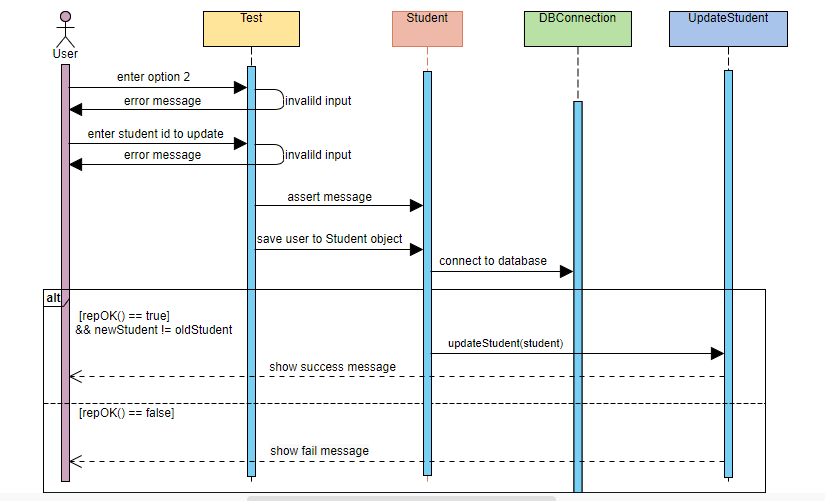 Test
Student
DBConnection
UpdateStudent
User
enter option 2
error message
invalild input
enter student id to update
error message
invalild input
assert message
save user to Student object
connect to database
alt
[repOK() == true]
&& newStudent != oldStudent
updateStudent(student)
show success message
[repOK() == false]
show fail message